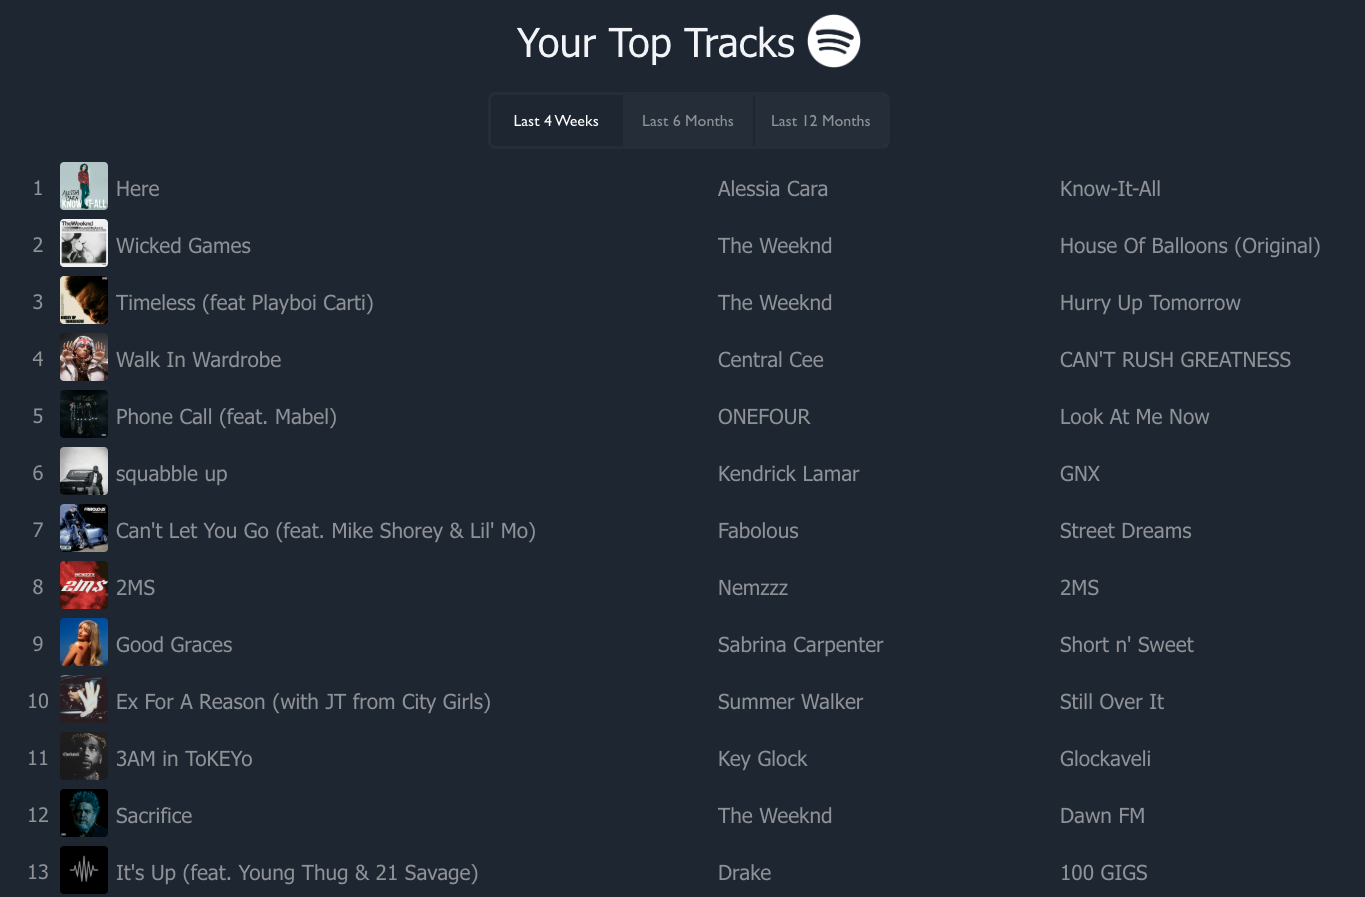 Your Top Tracks
Last 4 Weeks Last 6 Months Last 12 Months
1 Here Alessia Cara Know-It-All
2 Wicked Games The Weeknd House Of Balloons (Original)
3 Timeless (feat Playboi Carti) The Weeknd Hurry Up Tomorrow
4 Walk In Wardrobe Central Cee CAN'T RUSH GREATNESS
5 Phone Call (feat. Mabel) ONEFOUR Look At Me Now
6 squabble up Kendrick Lamar GNX
7 Can't Let You Go (feat. Mike Shorey & Lil' Mo) Fabolous Street Dreams
8 2MS Nemzzz 2MS
9 Good Graces Sabrina Carpenter Short n' Sweet
10 Ex For A Reason (with JT from City Girls) Summer Walker Still Over It
11 3AM in ToKEYo Key Glock Glockaveli
12 Sacrifice The Weeknd Dawn FM
13 It's Up (feat. Young Thug & 21 Savage) Drake 100 GIGS